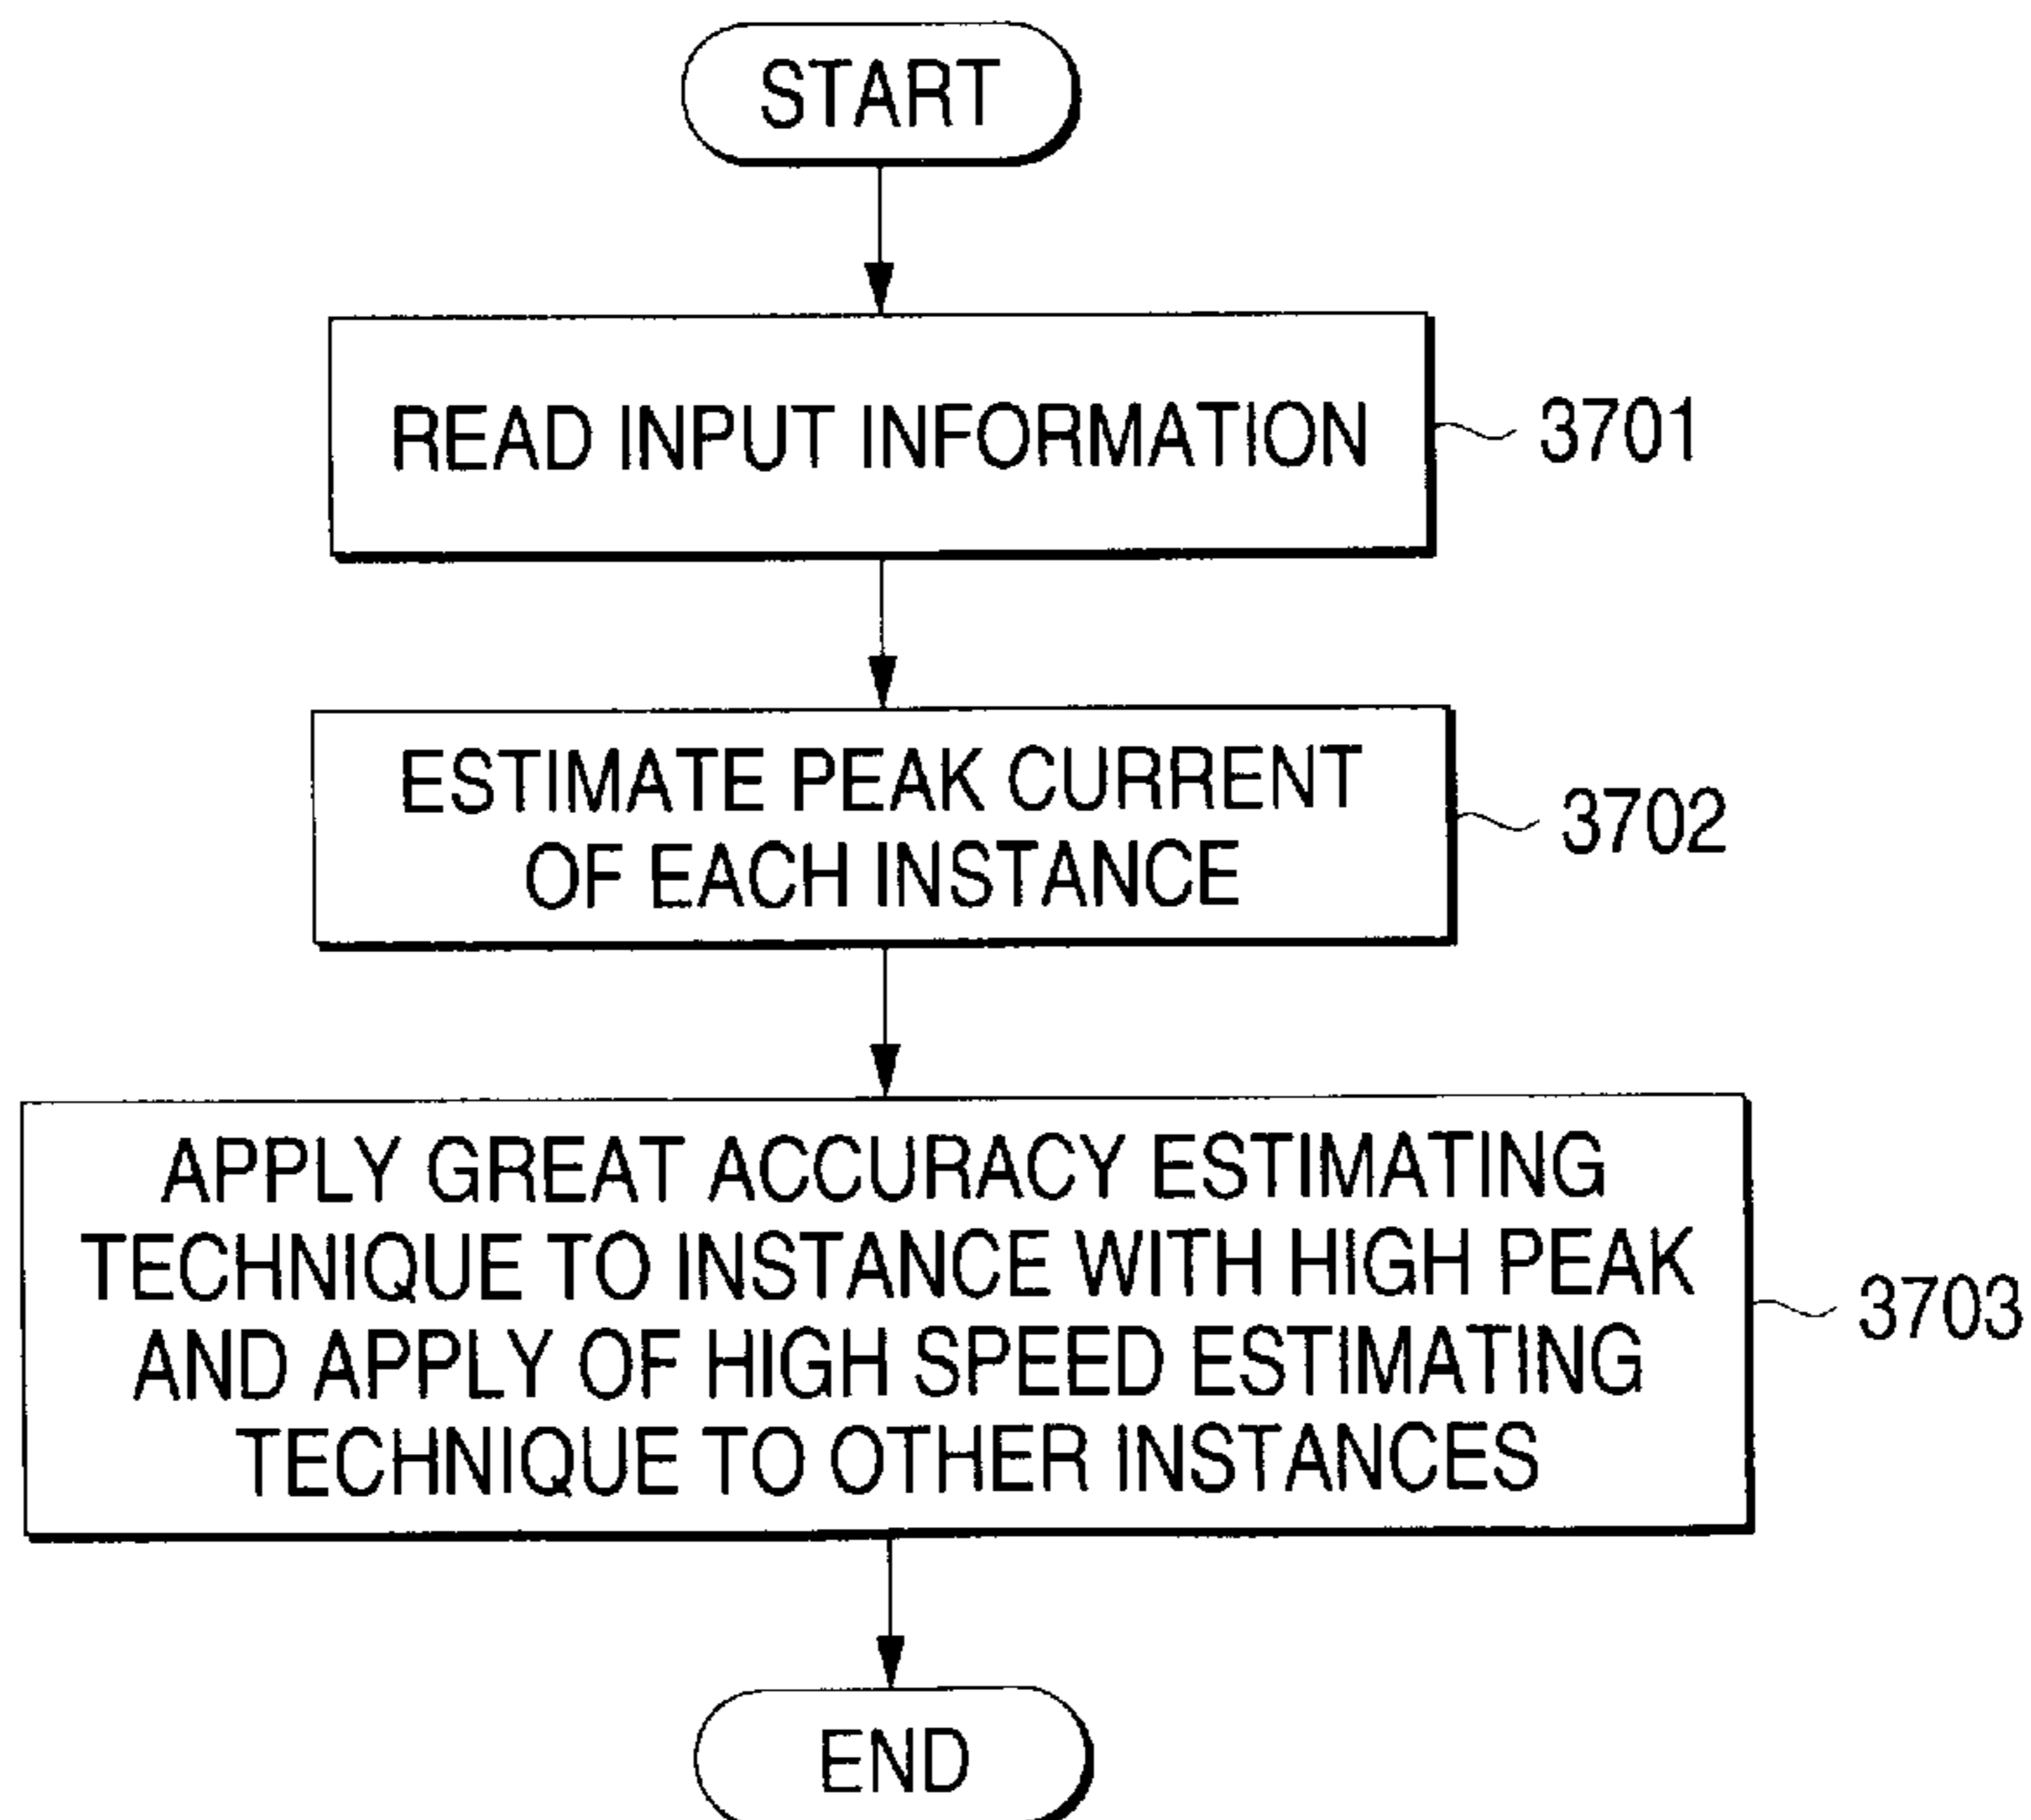 START
READ INPUT INFORMATION
3701
ESTIMATE PEAK CURRENT
OF EACH INSTANCE
3702
APPLY GREAT ACCURACY ESTIMATING
TECHNIQUE TO INSTANCE WITH HIGH PEAK
AND APPLY OF HIGH SPEED ESTIMATING
TECHNIQUE TO OTHER INSTANCES
3703
END